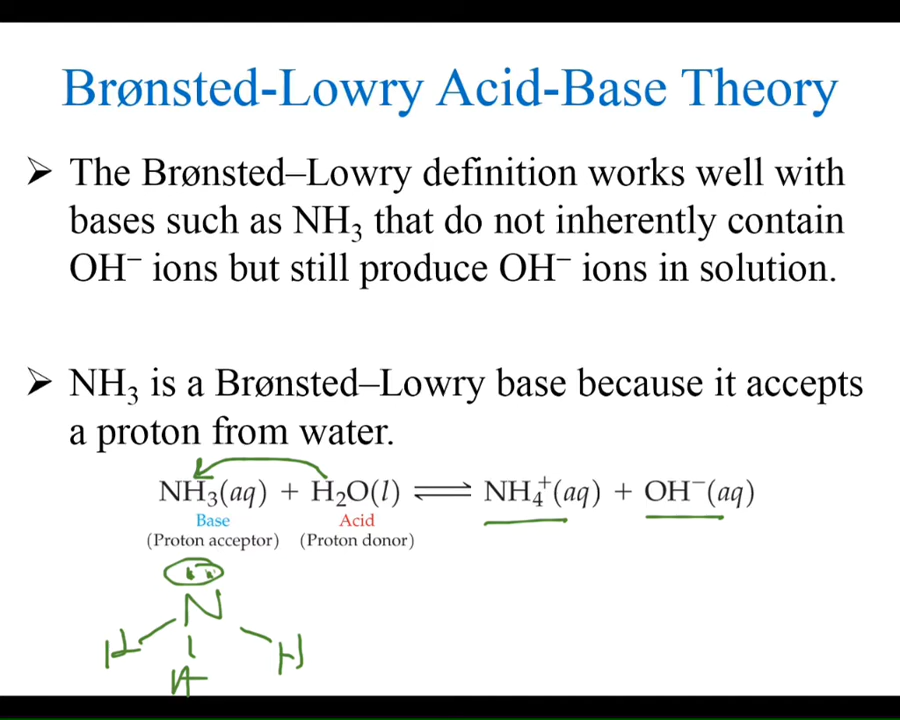 Brønsted-Lowry Acid-Base Theory
➢ The Brønsted–Lowry definition works well with
bases such as NH₃ that do not inherently contain
OH⁻ ions but still produce OH⁻ ions in solution.
➢ NH₃ is a Brønsted–Lowry base because it accepts
a proton from water.
NH₃(aq) + H₂O(l) ⇌ NH₄⁺(aq) + OH⁻(aq)
Base Acid
(Proton acceptor) (Proton donor)
N
H H
H